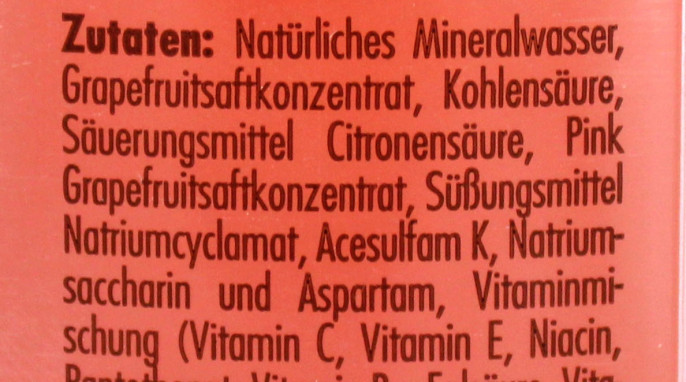 Zutaten: Natürliches Mineralwasser,
Grapefruitsaftkonzentrat, Kohlensäure,
Säuerungsmittel Citronensäure, Pink
Grapefruitsaftkonzentrat, Süßungsmittel
Natriumcyclamat, Acesulfam K, Natrium-
saccharin und Aspartam, Vitaminmi-
schung (Vitamin C, Vitamin E, Niacin,